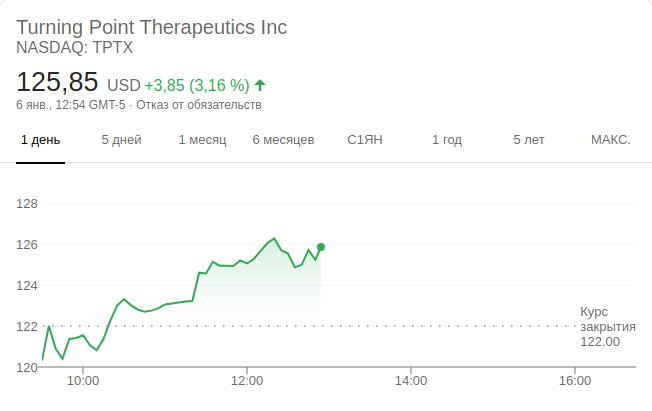 Turning Point Therapeutics Inc
NASDAQ: TPTX
125,85 USD +3,85 (3,16 %)
6 янв., 12:54 GMT-5 · Отказ от обязательств
1 день 5 дней 1 месяц 6 месяцев С1ЯН 1 год 5 лет МАКС.
128
126
124
122
120
Курс
закрытия
122,00
10:00 12:00 14:00 16:00